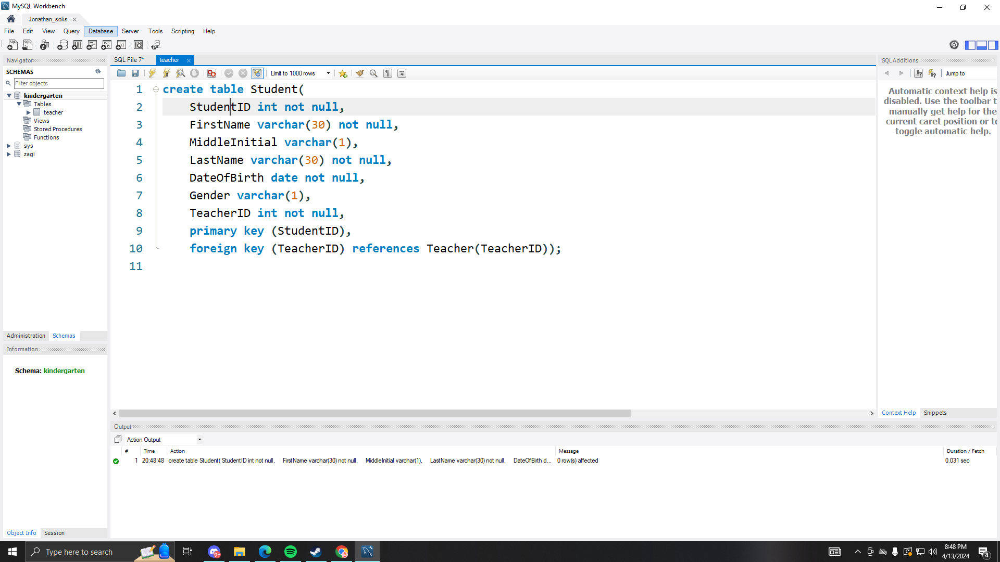 MySQL Workbench
Jonathan_solis
File Edit View Query Database Server Tools Scripting Help
Navigator
SCHEMAS
Filter objects
kindergarten
Tables
teacher
Views
Stored Procedures
Functions
sys
zagi
Administration Schemas
Information
Schema: kindergarten
Object Info Session
SQL File 7* teacher
Limit to 1000 rows
1 create table Student(
2 StudentID int not null,
3 FirstName varchar(30) not null,
4 MiddleInitial varchar(1),
5 LastName varchar(30) not null,
6 DateOfBirth date not null,
7 Gender varchar(1),
8 TeacherID int not null,
9 primary key (StudentID),
10 foreign key (TeacherID) references Teacher(TeacherID));
11
SQLAdditions
Jump to
Automatic context help is
disabled. Use the toolbar t
manually get help for the
current caret position or to
toggle automatic help.
Context Help Snippets
Output
Action Output
# Time Action Message Duration / Fetch
1 20:48:48 create table Student( StudentID int not null, FirstName varchar(30) not null, MiddleInitial varchar(1), LastName varchar(30) not null, DateOfBirth d... 0 row(s) affected 0.031 sec
Type here to search
8:48 PM
4/13/2024
4